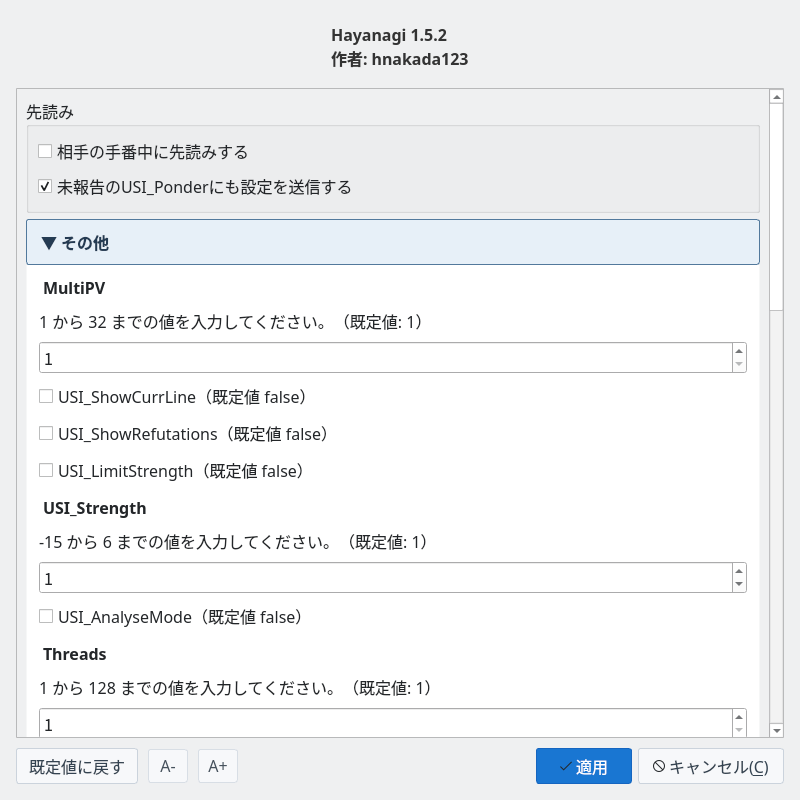 Hayanagi 1.5.2
作者: hnakada123
先読み
相手の手番中に先読みする
未報告のUSI_Ponderにも設定を送信する
▼ その他
MultiPV
1 から 32 までの値を入力してください。（既定値: 1）
1
USI_ShowCurrLine（既定値 false）
USI_ShowRefutations（既定値 false）
USI_LimitStrength（既定値 false）
USI_Strength
-15 から 6 までの値を入力してください。（既定値: 1）
1
USI_AnalyseMode（既定値 false）
Threads
1 から 128 までの値を入力してください。（既定値: 1）
1
既定値に戻す A- A+ 適用 キャンセル(C)